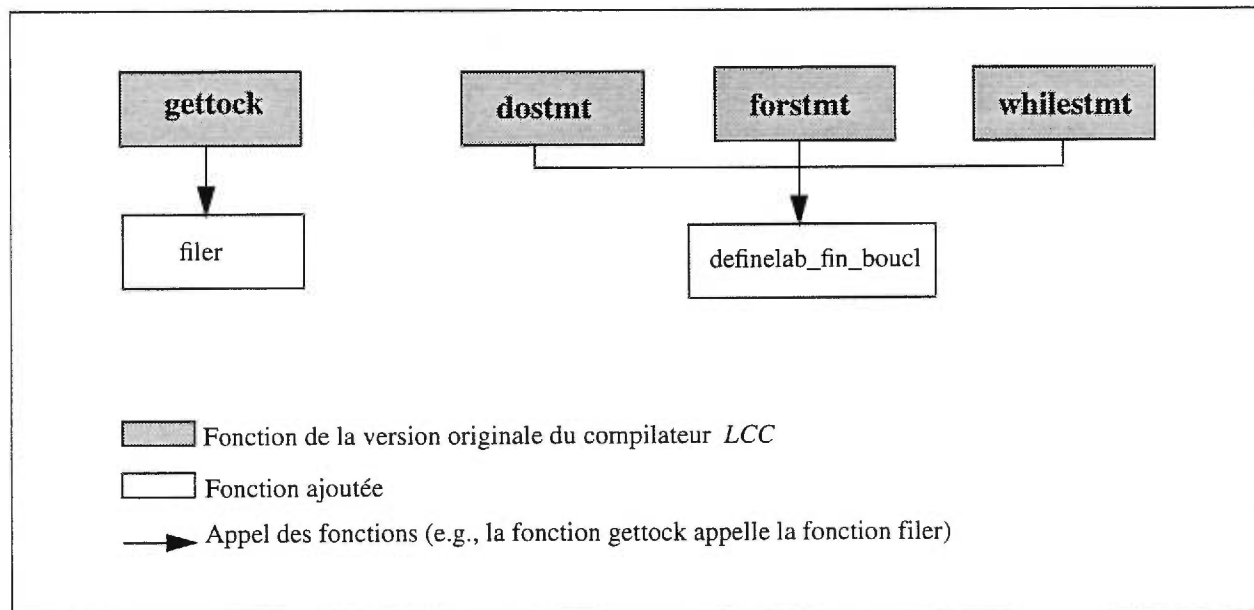 gettock
dostmt
forstmt
whilestmt
filer
definelab_fin_boucl
Fonction de la version originale du compilateur LCC
Fonction ajoutée
Appel des fonctions (e.g., la fonction gettock appelle la fonction filer)